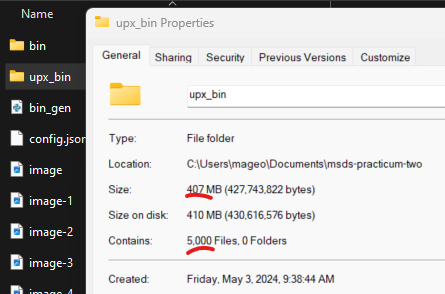 Name
bin
upx_bin
bin_gen
config.json
image
image-1
image-2
image-3
upx_bin Properties
General Sharing Security Previous Versions Customize
upx_bin
Type: File folder
Location: C:\Users\mageo\Documents\msds-practicum-two
Size: 407 MB (427,743,822 bytes)
Size on disk: 410 MB (430,616,576 bytes)
Contains: 5,000 Files, 0 Folders
Created: Friday, May 3, 2024, 9:38:44 AM